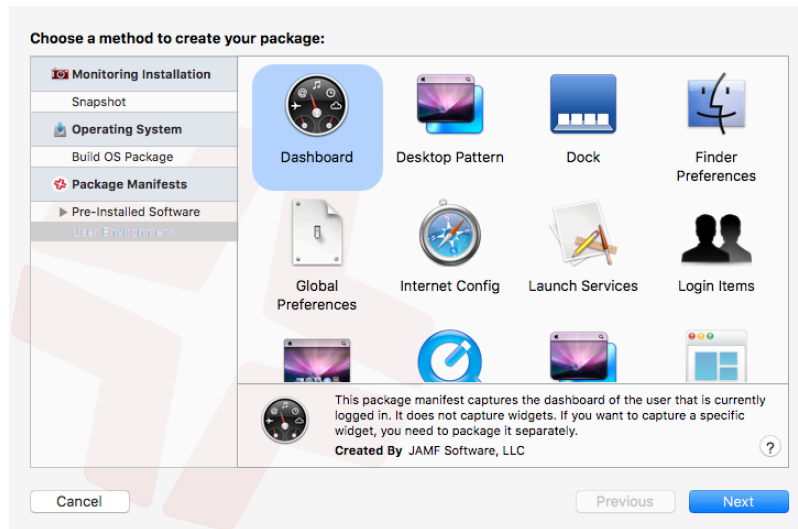 Choose a method to create your package:
Monitoring Installation
Snapshot
Operating System
Build OS Package
Package Manifests
Pre-Installed Software
User Environment
Dashboard
Desktop Pattern
Dock
Finder
Preferences
Global
Preferences
Internet Config
Launch Services
Login Items
This package manifest captures the dashboard of the user that is currently
logged in. It does not capture widgets. If you want to capture a specific
widget, you need to package it separately.
Created By JAMF Software, LLC
?
Cancel
Previous
Next